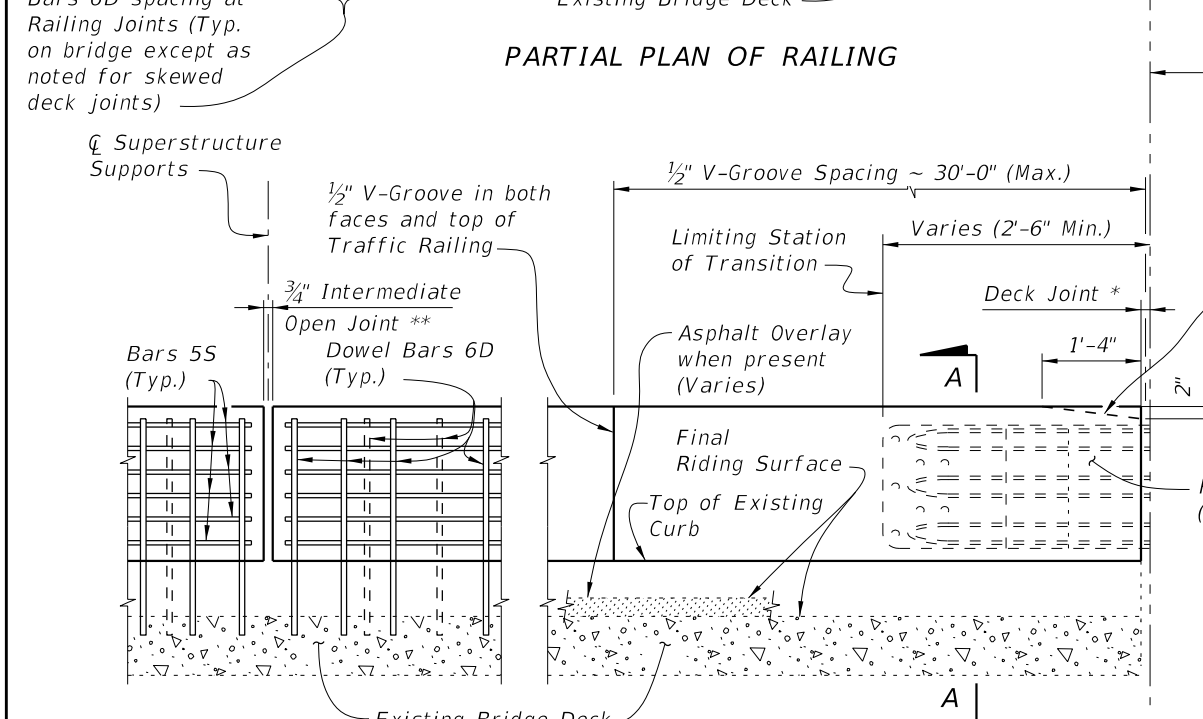 Bars 6D spacing at
Railing Joints (Typ.
on bridge except as
noted for skewed
deck joints)
Existing Bridge Deck
PARTIAL PLAN OF RAILING
℄ Superstructure
Supports
½" V-Groove in both
faces and top of
Traffic Railing
½" V-Groove Spacing ~ 30'-0" (Max.)
Limiting Station
of Transition
Varies (2'-6" Min.)
¾" Intermediate
Open Joint **
Deck Joint *
Bars 5S
(Typ.)
Dowel Bars 6D
(Typ.)
Asphalt Overlay
when present
(Varies)
A
1'-4"
2"
Final
Riding Surface
Top of Existing
Curb
(
A
Existing Bridge Deck